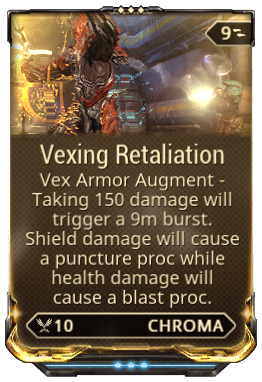 9
Vexing Retaliation
Vex Armor Augment -
Taking 150 damage will
trigger a 9m burst.
Shield damage will cause
a puncture proc while
health damage will
cause a blast proc.
10 CHROMA